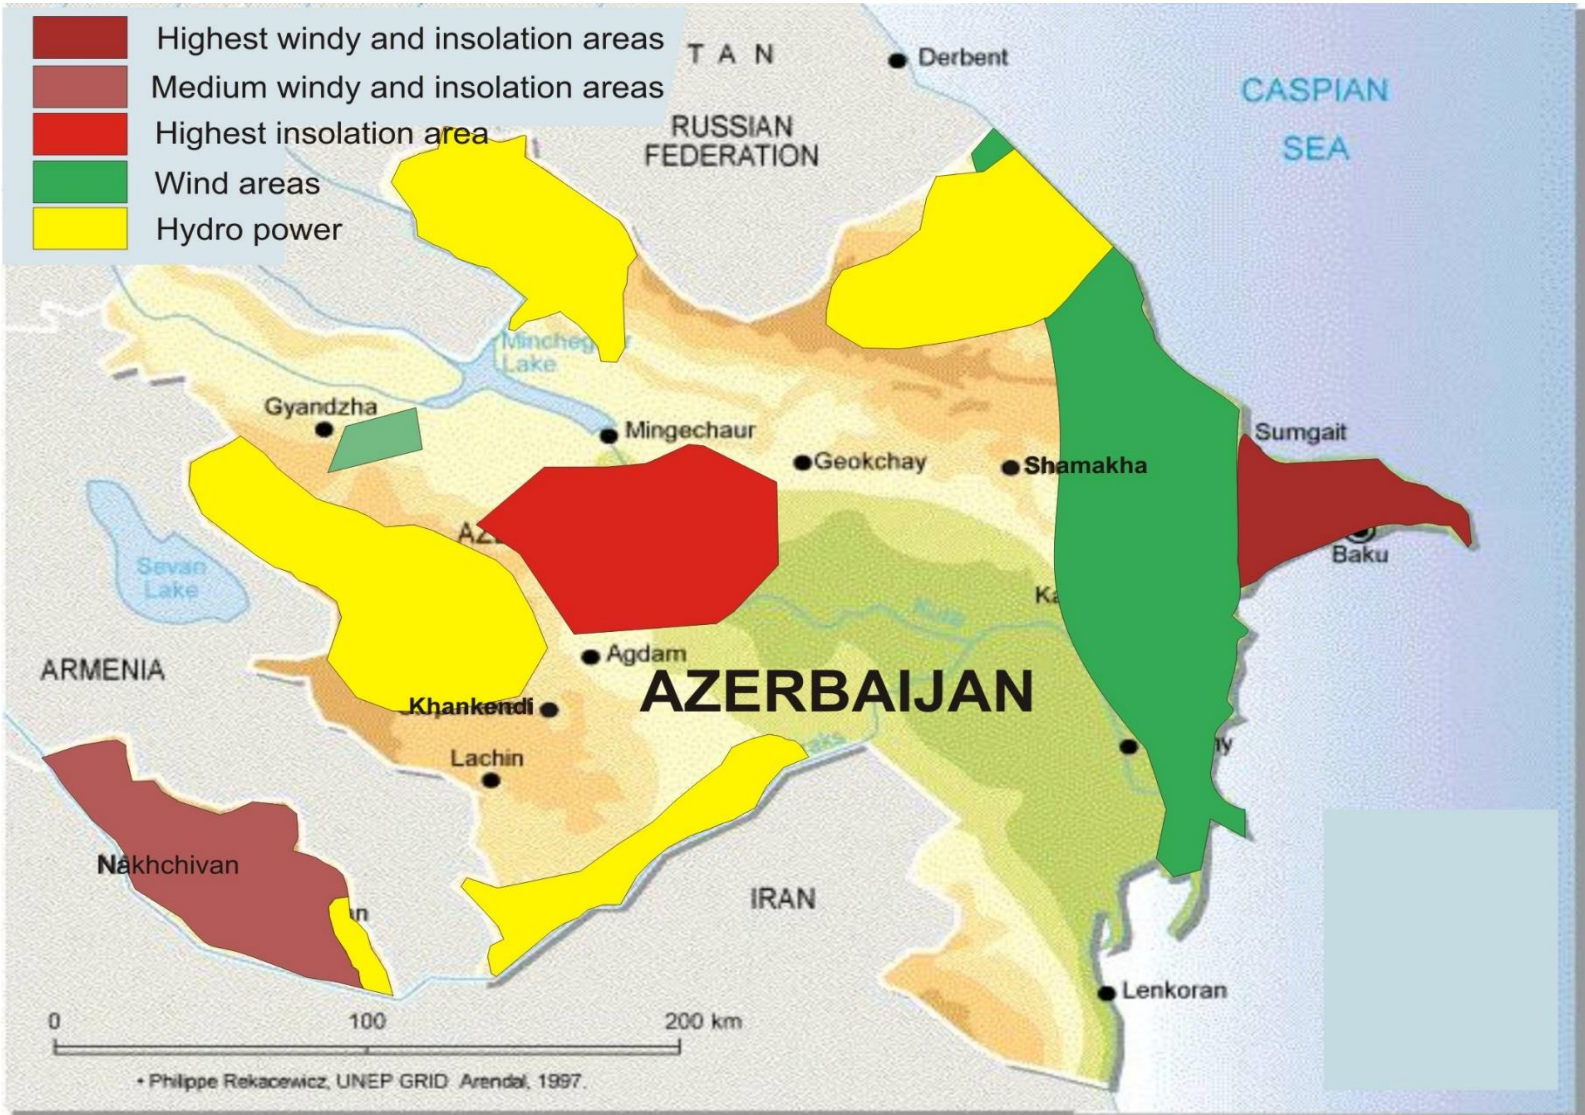 Highest windy and insolation areas
Medium windy and insolation areas
Highest insolation area
Wind areas
Hydro power
T A N
Derbent
RUSSIAN
FEDERATION
CASPIAN
SEA
Lake
Gyandzha
Mingechaur
Geokchay
Shamakha
Sumgait
Baku
Sevan
Lake
Kura
ARMENIA
Agdam
AZERBAIJAN
Khankendi
Lachin
Nakhchivan
IRAN
Lenkoran
0 100 200 km
• Philippe Rekacewicz, UNEP GRID Arendal, 1997.